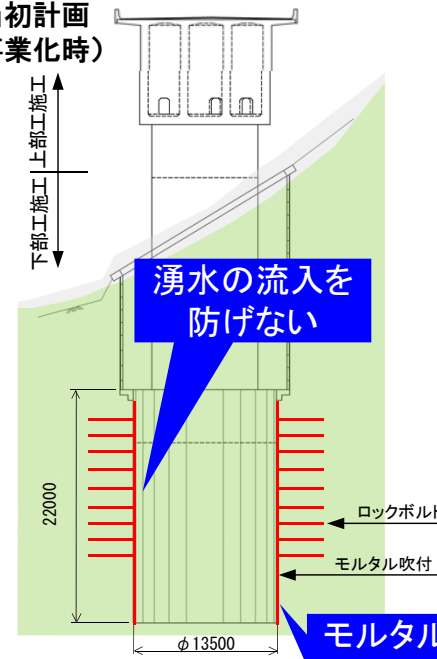 当初計画
事業化時）
上部工施工
下部工施工
湧水の流入を
防げない
22000
ロックボルト
モルタル吹付
φ13500
モルタル